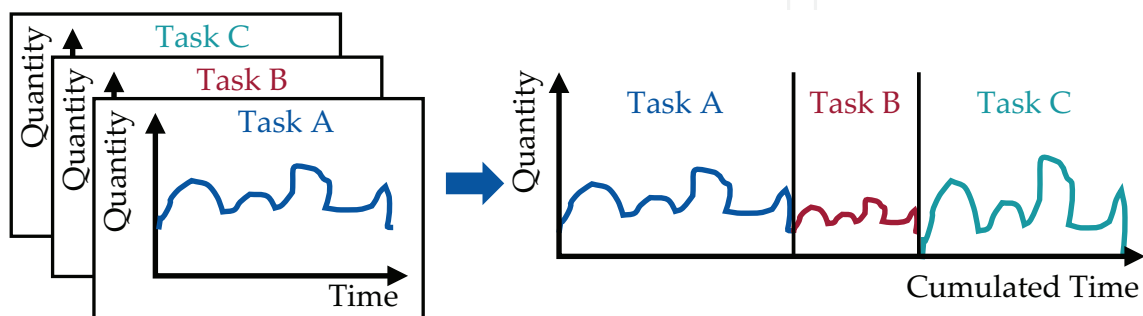 Task C
Quantity
Task B
Quantity
Task A
Quantity
Time
Quantity
Task A
Task B
Task C
Cumulated Time